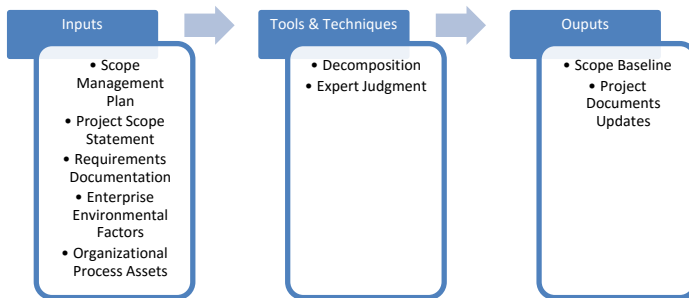 Inputs
• Scope
Management
Plan
• Project Scope
Statement
• Requirements
Documentation
• Enterprise
Environmental
Factors
• Organizational
Process Assets
Tools & Techniques
• Decomposition
• Expert Judgment
Ouputs
• Scope Baseline
• Project
Documents
Updates